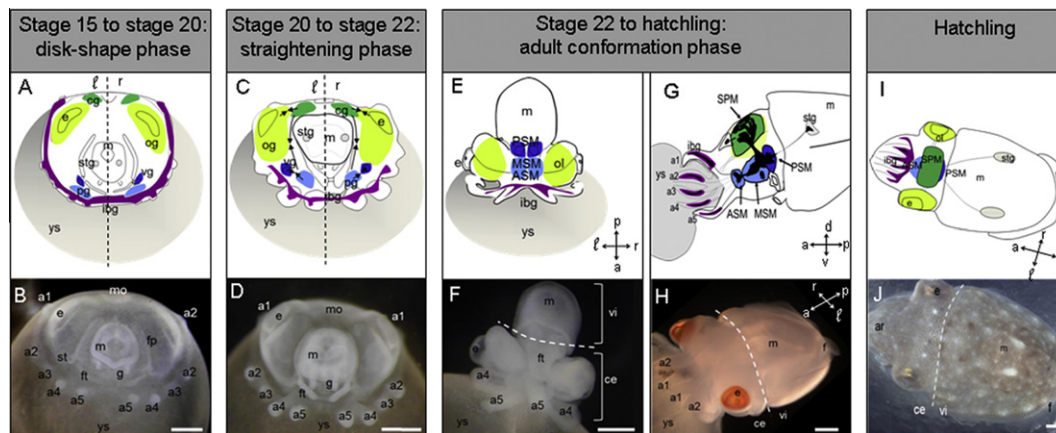 Stage 15 to stage 20:
disk-shape phase
Stage 20 to stage 22:
straightening phase
Stage 22 to hatchling:
adult conformation phase
Hatchling
A
ℓ r
cg
e
og
m
stg
vg
pg
ibg
ys
C
ℓ r
cg
e
og
stg
m
vg
pg
ibg
ys
E
m
PSM
MSM
ASM
e
ol
ibg
ys
p
ℓ r
a
G
SPM
m
stg
ibg
a1
ys
a2
a3
a4
a5
PSM
ASM MSM
d
a p
v
I
ol
ibg
ASM
SPM
PSM
stg
m
e
r
a
ℓ
B
mo
a1
e
a2
m
fp
st
ft
g
a2
a3
a4
a5
a5
a4
a3
a2
ys
D
mo
e
a1
m
a2
g
ft
a3
a4
a5
a5
a4
a3
a2
ys
F
m
vi
e
ft
ce
a4
a4
a5
a5
ys
H
r p
a ℓ
m
f
a2
a1
a1
a2
e
ys
ce
vi
J
e
ar
m
ce
vi
f